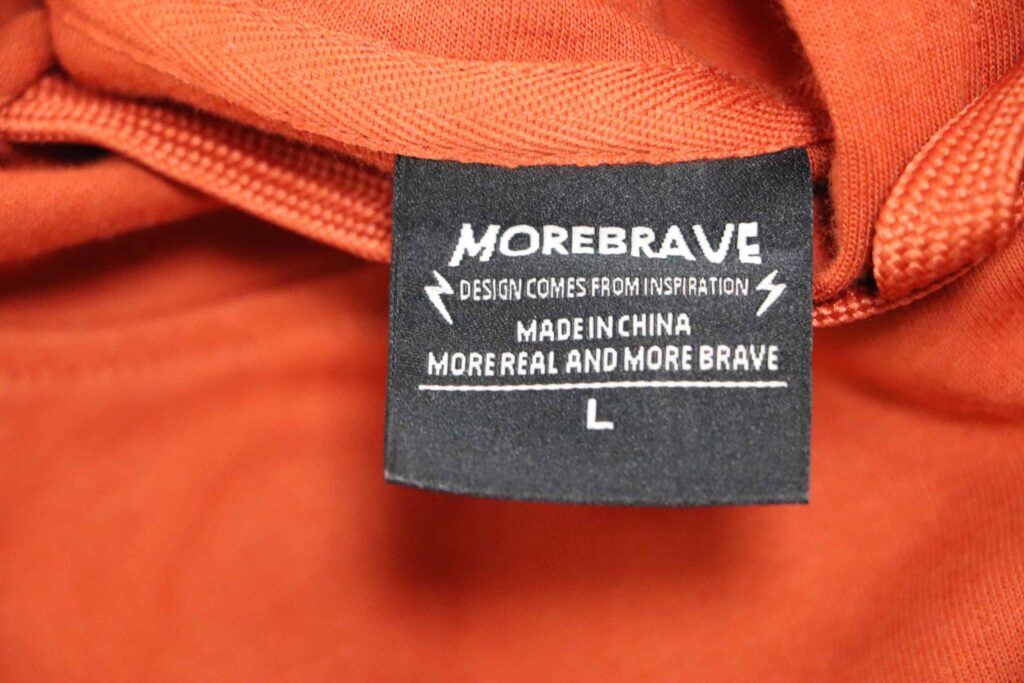 MOREBRAVE
DESIGN COMES FROM INSPIRATION
MADE IN CHINA
MORE REAL AND MORE BRAVE
L